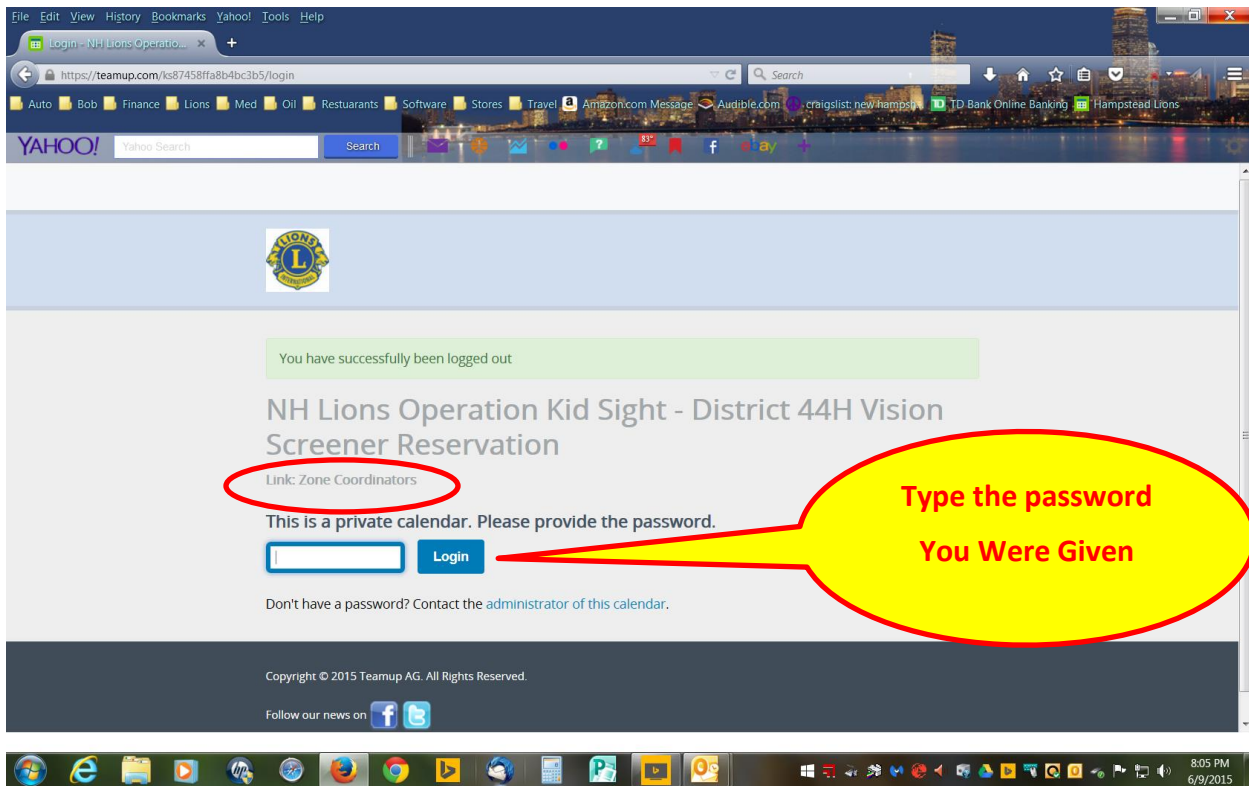 File Edit View History Bookmarks Yahoo! Tools Help
Login - NH Lions Operatio... × +
https://teamup.com/ks87458ffa8b4bc3b5/login Search
Auto Bob Finance Lions Med Oil Restuarants Software Stores Travel Amazon.com Message Audible.com craigslist: new hampsh TD Bank Online Banking Hampstead Lions
YAHOO! Yahoo Search Search 83° ebay
LIONS
L
INTERNATIONAL
You have successfully been logged out
NH Lions Operation Kid Sight - District 44H Vision
Screener Reservation
Link: Zone Coordinators
This is a private calendar. Please provide the password.
Login
Don't have a password? Contact the administrator of this calendar.
Type the password
You Were Given
Copyright © 2015 Teamup AG. All Rights Reserved.
Follow our news on
8:05 PM
6/9/2015